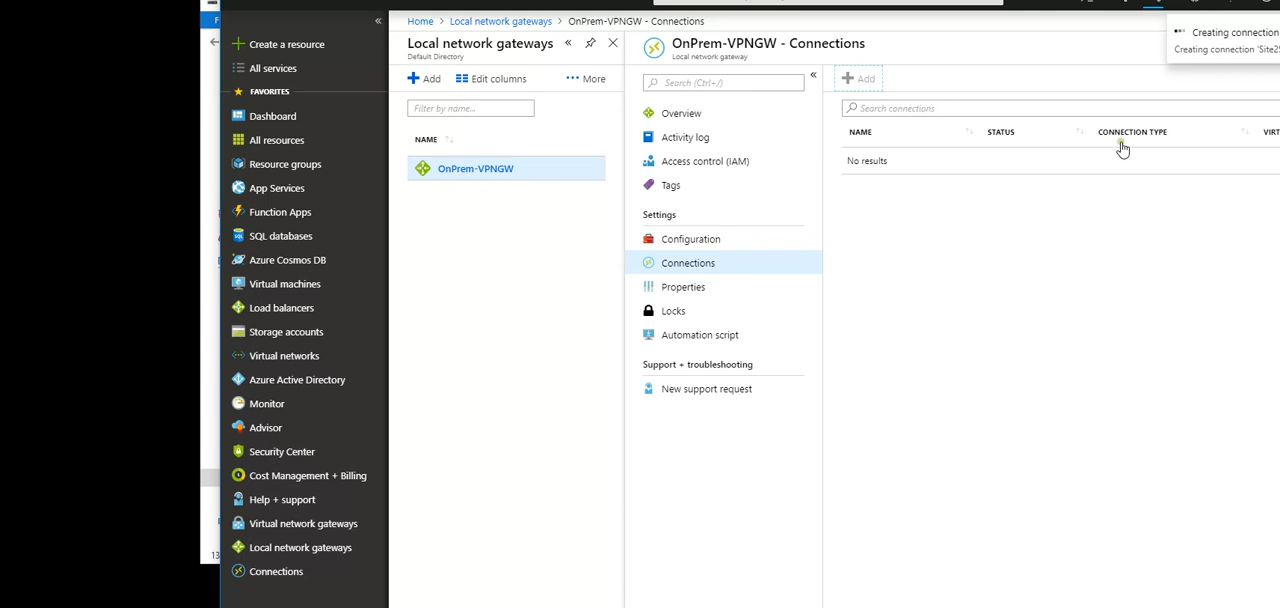 F
Home > Local network gateways > OnPrem-VPNGW - Connections
Creating connection
Creating connection 'Site2S
Create a resource
All services
FAVORITES
Dashboard
All resources
Resource groups
App Services
Function Apps
SQL databases
Azure Cosmos DB
Virtual machines
Load balancers
Storage accounts
Virtual networks
Azure Active Directory
Monitor
Advisor
Security Center
Cost Management + Billing
Help + support
Virtual network gateways
Local network gateways
Connections
13
Local network gateways
Default Directory
Add Edit columns More
Filter by name...
NAME
OnPrem-VPNGW
OnPrem-VPNGW - Connections
Local network gateway
Search (Ctrl+/)
Overview
Activity log
Access control (IAM)
Tags
Settings
Configuration
Connections
Properties
Locks
Automation script
Support + troubleshooting
New support request
Add
Search connections
NAME STATUS CONNECTION TYPE VIRT
No results